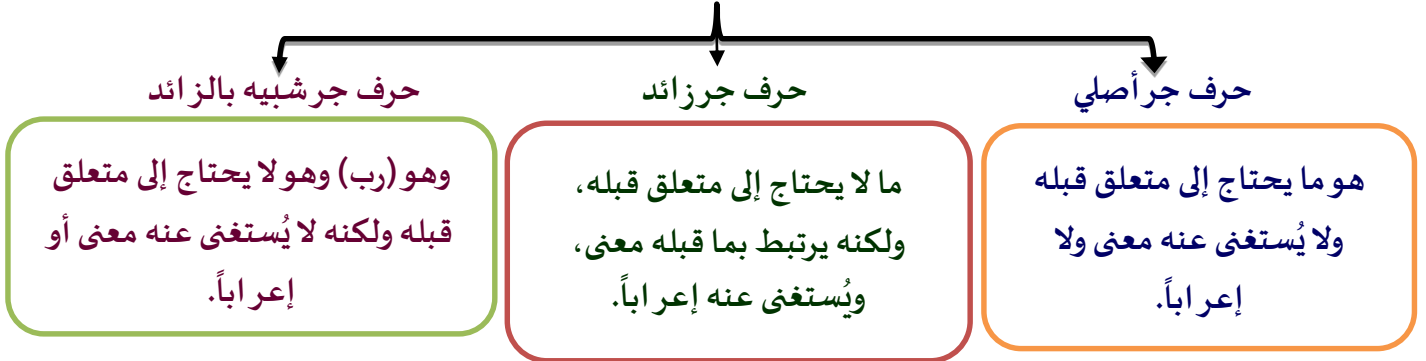 حرف جر أصلي
هو ما يحتاج إلى متعلق قبله
ولا يُستغنى عنه معنى ولا
إعراباً.
حرف جر زائد
ما لا يحتاج إلى متعلق قبله،
ولكنه يرتبط بما قبله معنى،
ويُستغنى عنه إعراباً.
حرف جر شبيه بالزائد
وهو (رب) وهو لا يحتاج إلى متعلق
قبله ولكنه لا يُستغنى عنه معنى أو
إعراباً.